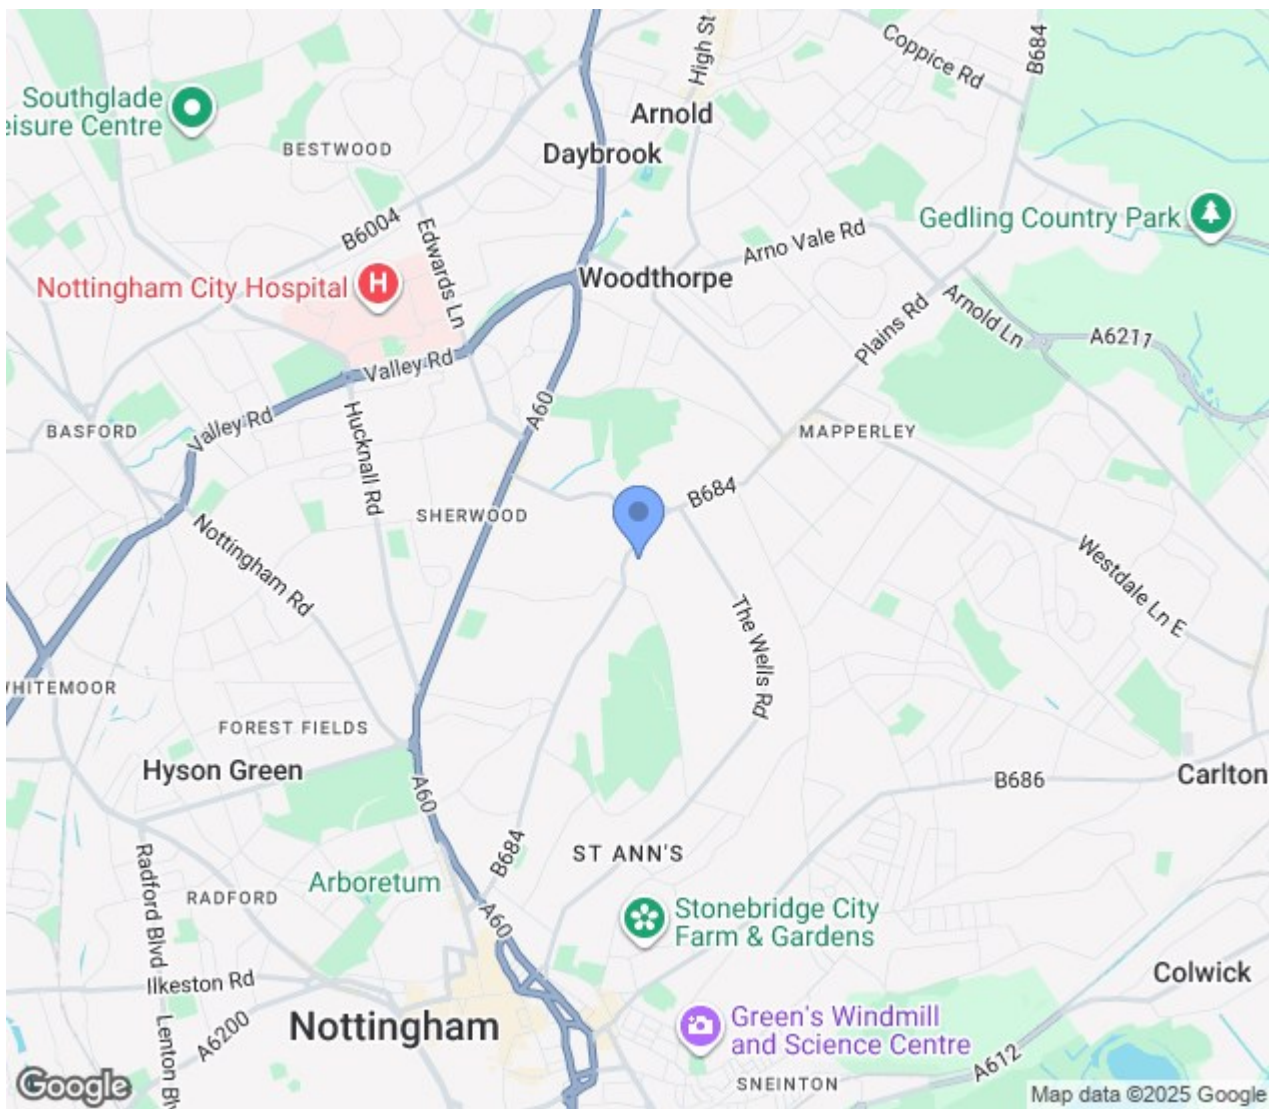 Coppice Rd
B684
High St
Southglade
eisure Centre
Arnold
BESTWOOD
Daybrook
Gedling Country Park
B6004
Edwards Ln
Arno Vale Rd
Nottingham City Hospital
H
Woodthorpe
Plains Rd
Arnold Ln
A6211
Valley Rd
Valley Rd
A60
Hucknall Rd
BASFORD
MAPPERLEY
B684
SHERWOOD
Nottingham Rd
Westdale Ln E
The Wells Rd
WHITEMOOR
FOREST FIELDS
Hyson Green
B686
Carlton
A60
B684
ST ANN'S
Arboretum
RADFORD
Radford Blvd
A60
Stonebridge City
Farm & Gardens
Ilkeston Rd
Colwick
Nottingham
A6200
Lenton Blv
Green's Windmill
and Science Centre
A612
SNEINTON
Google
Map data ©2025 Google